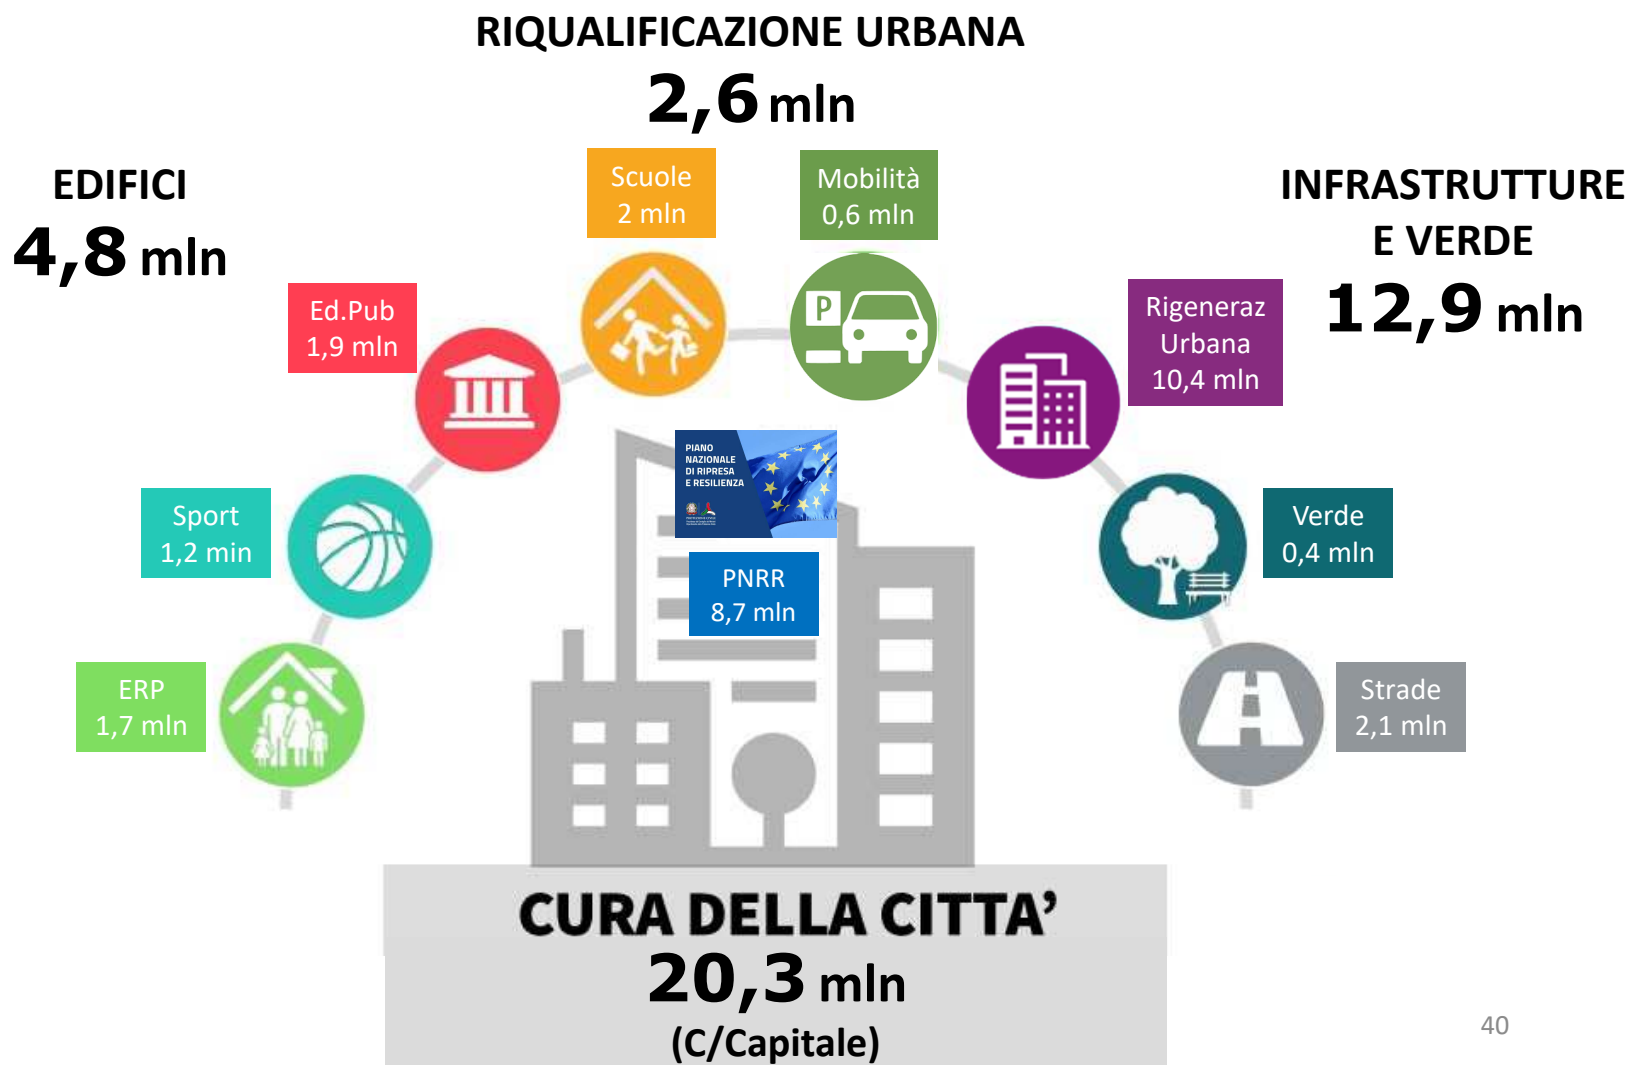 RIQUALIFICAZIONE URBANA
2,6 mln
EDIFICI
4,8 mln
INFRASTRUTTURE
E VERDE
12,9 mln
Scuole
2 mln
Mobilità
0,6 mln
Ed.Pub
1,9 mln
Rigeneraz
Urbana
10,4 mln
P
PIANO
NAZIONALE
DI RIPRESA
E RESILIENZA
Sport
1,2 min
Verde
0,4 mln
PNRR
8,7 mln
ERP
1,7 mln
Strade
2,1 mln
CURA DELLA CITTA’
20,3 mln
(C/Capitale)
40